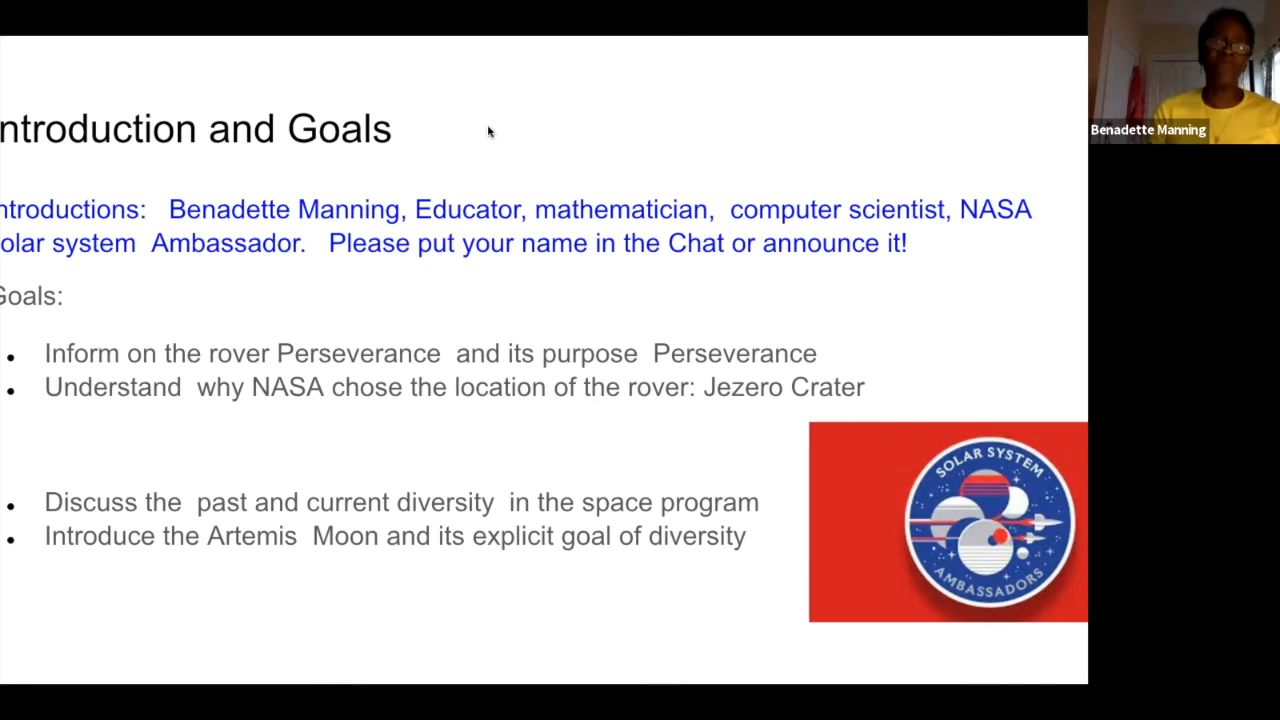 ntroduction and Goals
Benadette Manning
ntroductions: Benadette Manning, Educator, mathematician, computer scientist, NASA
olar system Ambassador. Please put your name in the Chat or announce it!
Goals:
• Inform on the rover Perseverance and its purpose Perseverance
• Understand why NASA chose the location of the rover: Jezero Crater
• Discuss the past and current diversity in the space program
• Introduce the Artemis Moon and its explicit goal of diversity
SOLAR SYSTEM
AMBASSADORS